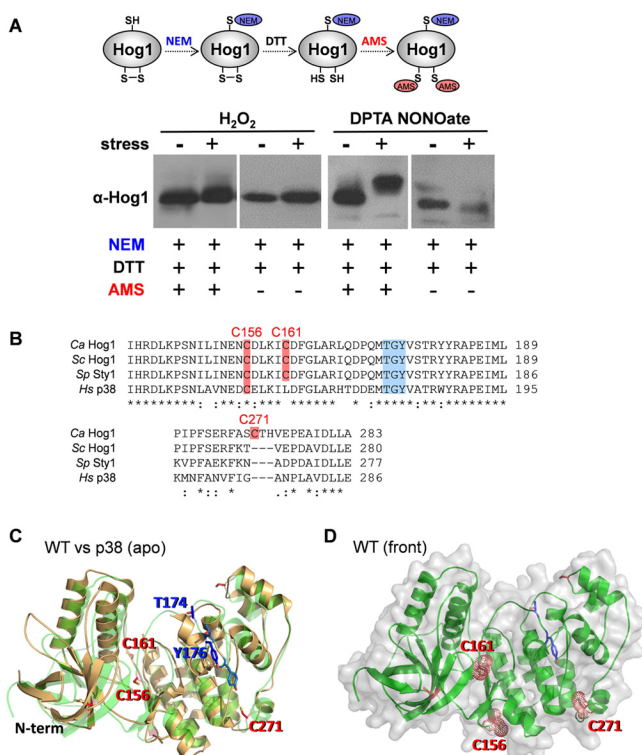 A
SH
S NEM
S NEM
S NEM
Hog1 NEM Hog1 DTT Hog1 AMS Hog1
S—S
S—S
HS SH
AMS S S AMS
H₂O₂ DPTA NONOate
stress - + - + - + - +
α-Hog1
NEM + + + + + + + +
DTT + + + + + + + +
AMS + + - - + + - -
B
C156 C161
Ca Hog1 IHRDLKPSNILINENCDLKICDFGLARLQDPQMTGYVSTRYYRAPEIML 189
Sc Hog1 IHRDLKPSNILINENCDLKICDFGLARIQDPQMTGYVSTRYYRAPEIML 189
Sp Sty1 IHRDLKPSNILINENCDLKICDFGLARIQDPQMTGYVSTRYYRAPEIML 186
Hs p38 IHRDLKPSNLAVNEDCELKILDFGLARHTDDEMTGYVATRWYRAPEIML 195
C271
Ca Hog1 PIPFSERFASCTHVEPEAIDLLA 283
Sc Hog1 PIPFSERFKT---VEPDAVDLLE 280
Sp Sty1 KVPFAEKFKN---ADPDAIDLLE 277
Hs p38 KMNFANVFIG---ANPLAVDLLE 286
C
WT vs p38 (apo)
T174
C161
Y176
C156
N-term
C271
D
WT (front)
C161
C156
C271